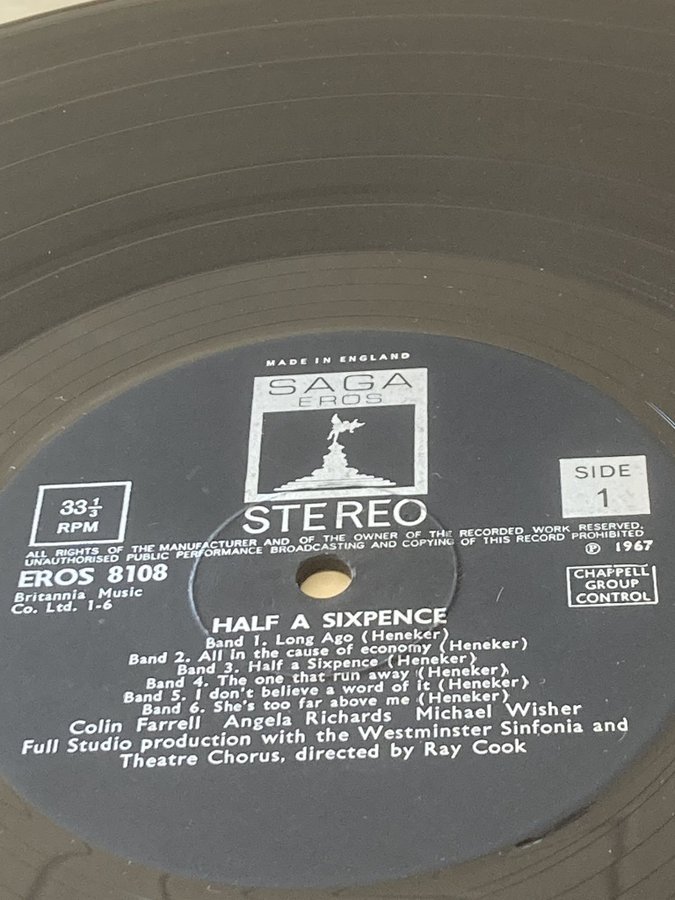 MADE IN ENGLAND
SAGA
EROS
STEREO
33⅓
RPM
SIDE
1
ALL RIGHTS OF THE MANUFACTURER AND OF THE OWNER OF THE RECORDED WORK RESERVED.
UNAUTHORISED PUBLIC PERFORMANCE BROADCASTING AND COPYING OF THIS RECORD PROHIBITED
EROS 8108
℗ 1967
Britannia Music
Co. Ltd. 1-6
CHAPPELL
GROUP
CONTROL
HALF A SIXPENCE
Band 1. Long Ago (Heneker)
Band 2. All in the cause of economy (Heneker)
Band 3. Half a Sixpence (Heneker)
Band 4. The one that run away (Heneker)
Band 5. I don't believe a word of it (Heneker)
Band 6. She's too far above me (Heneker)
Colin Farrell Angela Richards Michael Wisher
Full Studio production with the Westminster Sinfonia and
Theatre Chorus, directed by Ray Cook